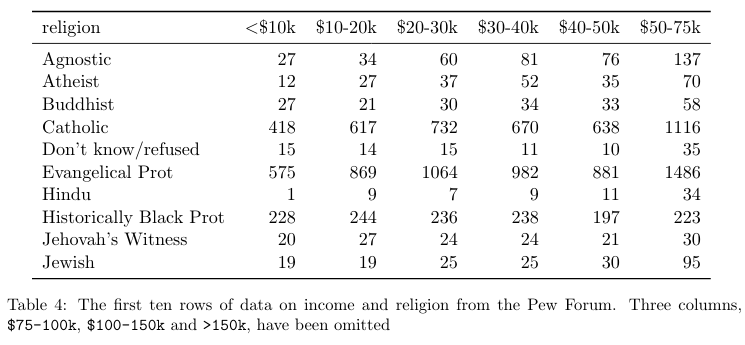 religion <$10k $10-20k $20-30k $30-40k $40-50k $50-75k
Agnostic 27 34 60 81 76 137
Atheist 12 27 37 52 35 70
Buddhist 27 21 30 34 33 58
Catholic 418 617 732 670 638 1116
Don't know/refused 15 14 15 11 10 35
Evangelical Prot 575 869 1064 982 881 1486
Hindu 1 9 7 9 11 34
Historically Black Prot 228 244 236 238 197 223
Jehovah's Witness 20 27 24 24 21 30
Jewish 19 19 25 25 30 95
Table 4: The first ten rows of data on income and religion from the Pew Forum. Three columns,
$75-100k, $100-150k and >150k, have been omitted